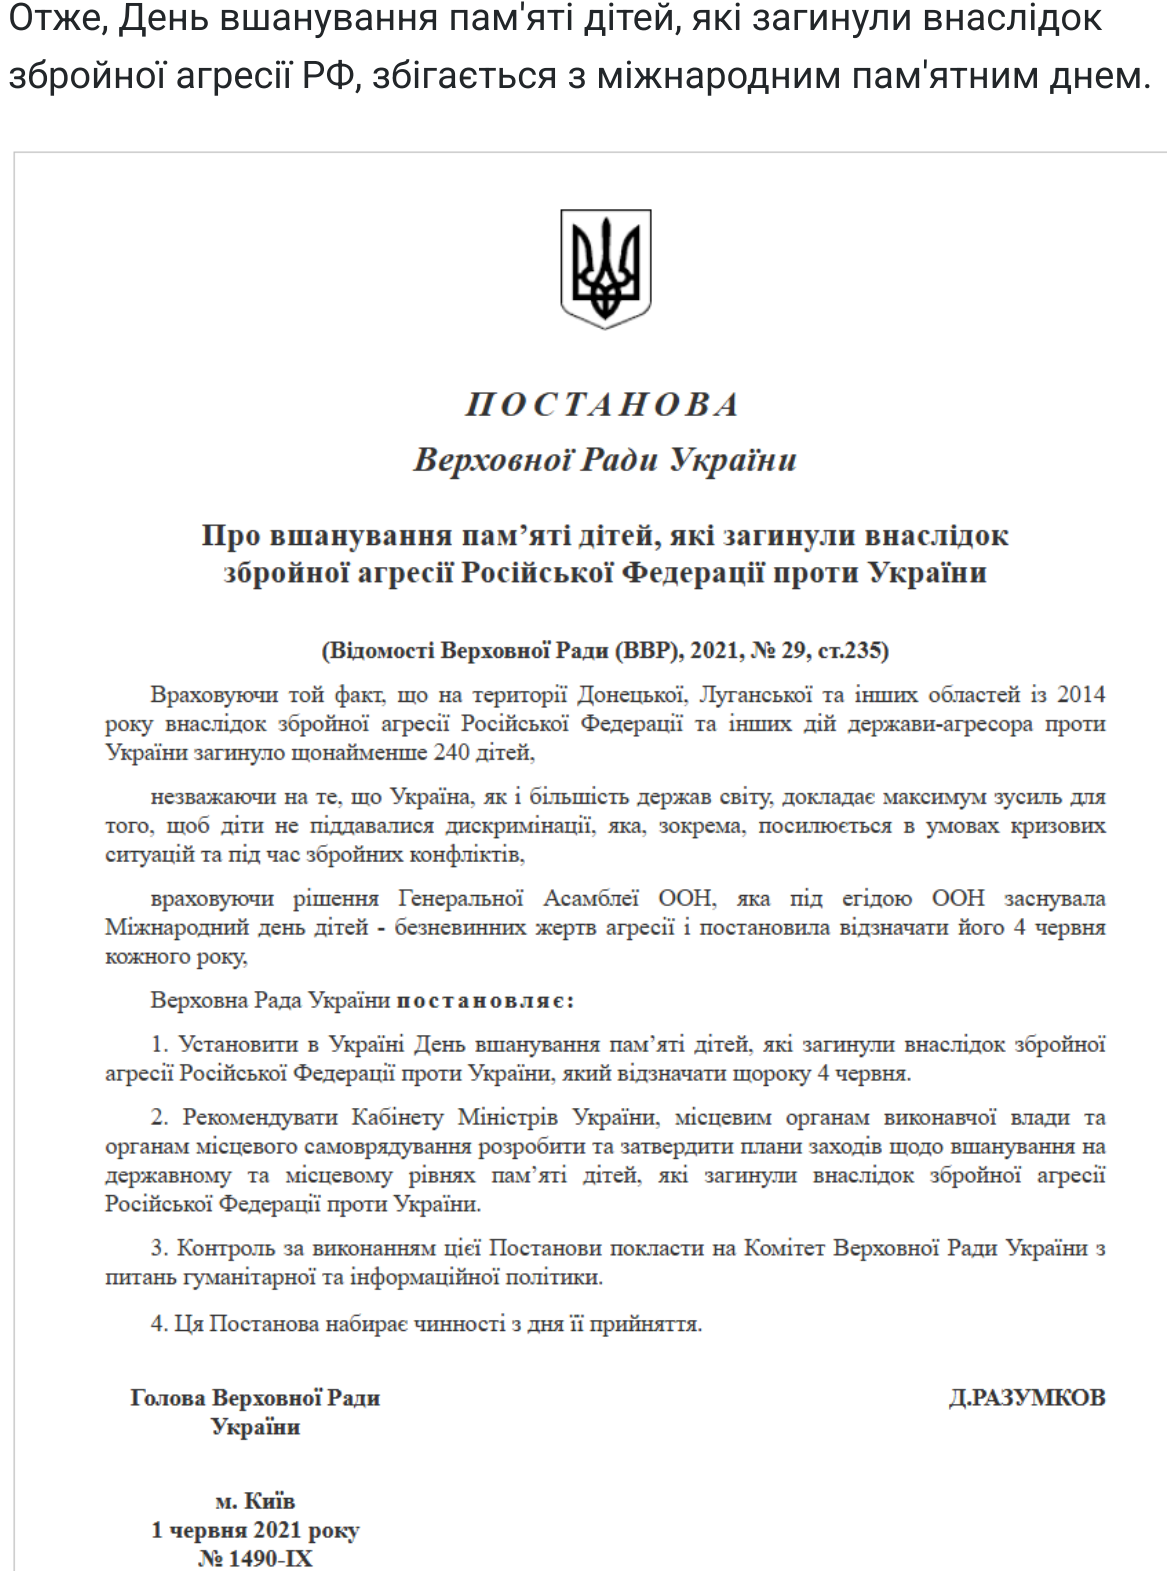 Отже, День вшанування пам'яті дітей, які загинули внаслідок
збройної агресії РФ, збігається з міжнародним пам'ятним днем.
ПОСТАНОВА
Верховної Ради України
Про вшанування пам’яті дітей, які загинули внаслідок
збройної агресії Російської Федерації проти України
(Відомості Верховної Ради (ВВР), 2021, № 29, ст.235)
Враховуючи той факт, що на території Донецької, Луганської та інших областей із 2014
року внаслідок збройної агресії Російської Федерації та інших дій держави-агресора проти
України загинуло щонайменше 240 дітей,
незважаючи на те, що Україна, як і більшість держав світу, докладає максимум зусиль для
того, щоб діти не піддавалися дискримінації, яка, зокрема, посилюється в умовах кризових
ситуацій та під час збройних конфліктів,
враховуючи рішення Генеральної Асамблеї ООН, яка під егідою ООН заснувала
Міжнародний день дітей - безневинних жертв агресії і постановила відзначати його 4 червня
кожного року,
Верховна Рада України постановляє:
1. Установити в Україні День вшанування пам’яті дітей, які загинули внаслідок збройної
агресії Російської Федерації проти України, який відзначати щороку 4 червня.
2. Рекомендувати Кабінету Міністрів України, місцевим органам виконавчої влади та
органам місцевого самоврядування розробити та затвердити плани заходів щодо вшанування на
державному та місцевому рівнях пам’яті дітей, які загинули внаслідок збройної агресії
Російської Федерації проти України.
3. Контроль за виконанням цієї Постанови покласти на Комітет Верховної Ради України з
питань гуманітарної та інформаційної політики.
4. Ця Постанова набирає чинності з дня її прийняття.
Голова Верховної Ради
України
Д.РАЗУМКОВ
м. Київ
1 червня 2021 року
№ 1490-IX